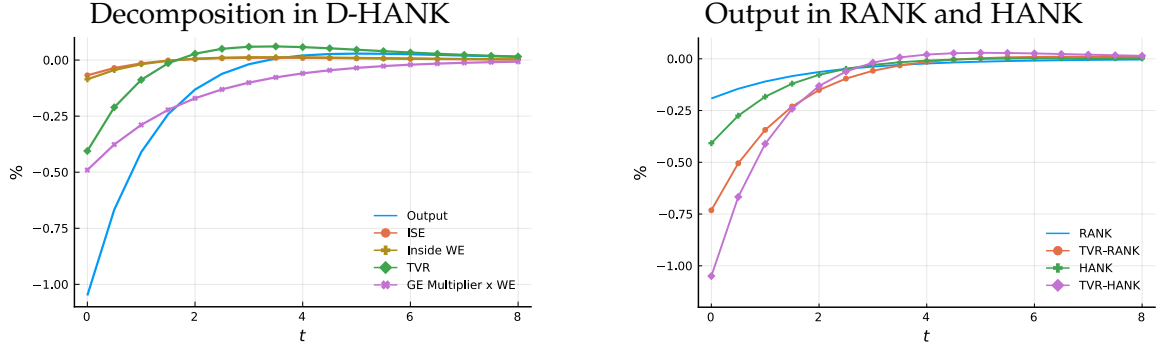 Decomposition in D-HANK
0.00
−0.25
−0.50
−0.75
−1.00
%
0
2
4
6
8
t
Output
ISE
Inside WE
TVR
GE Multiplier x WE
Output in RANK and HANK
0.00
−0.25
−0.50
−0.75
−1.00
%
0
2
4
6
8
t
RANK
TVR-RANK
HANK
TVR-HANK